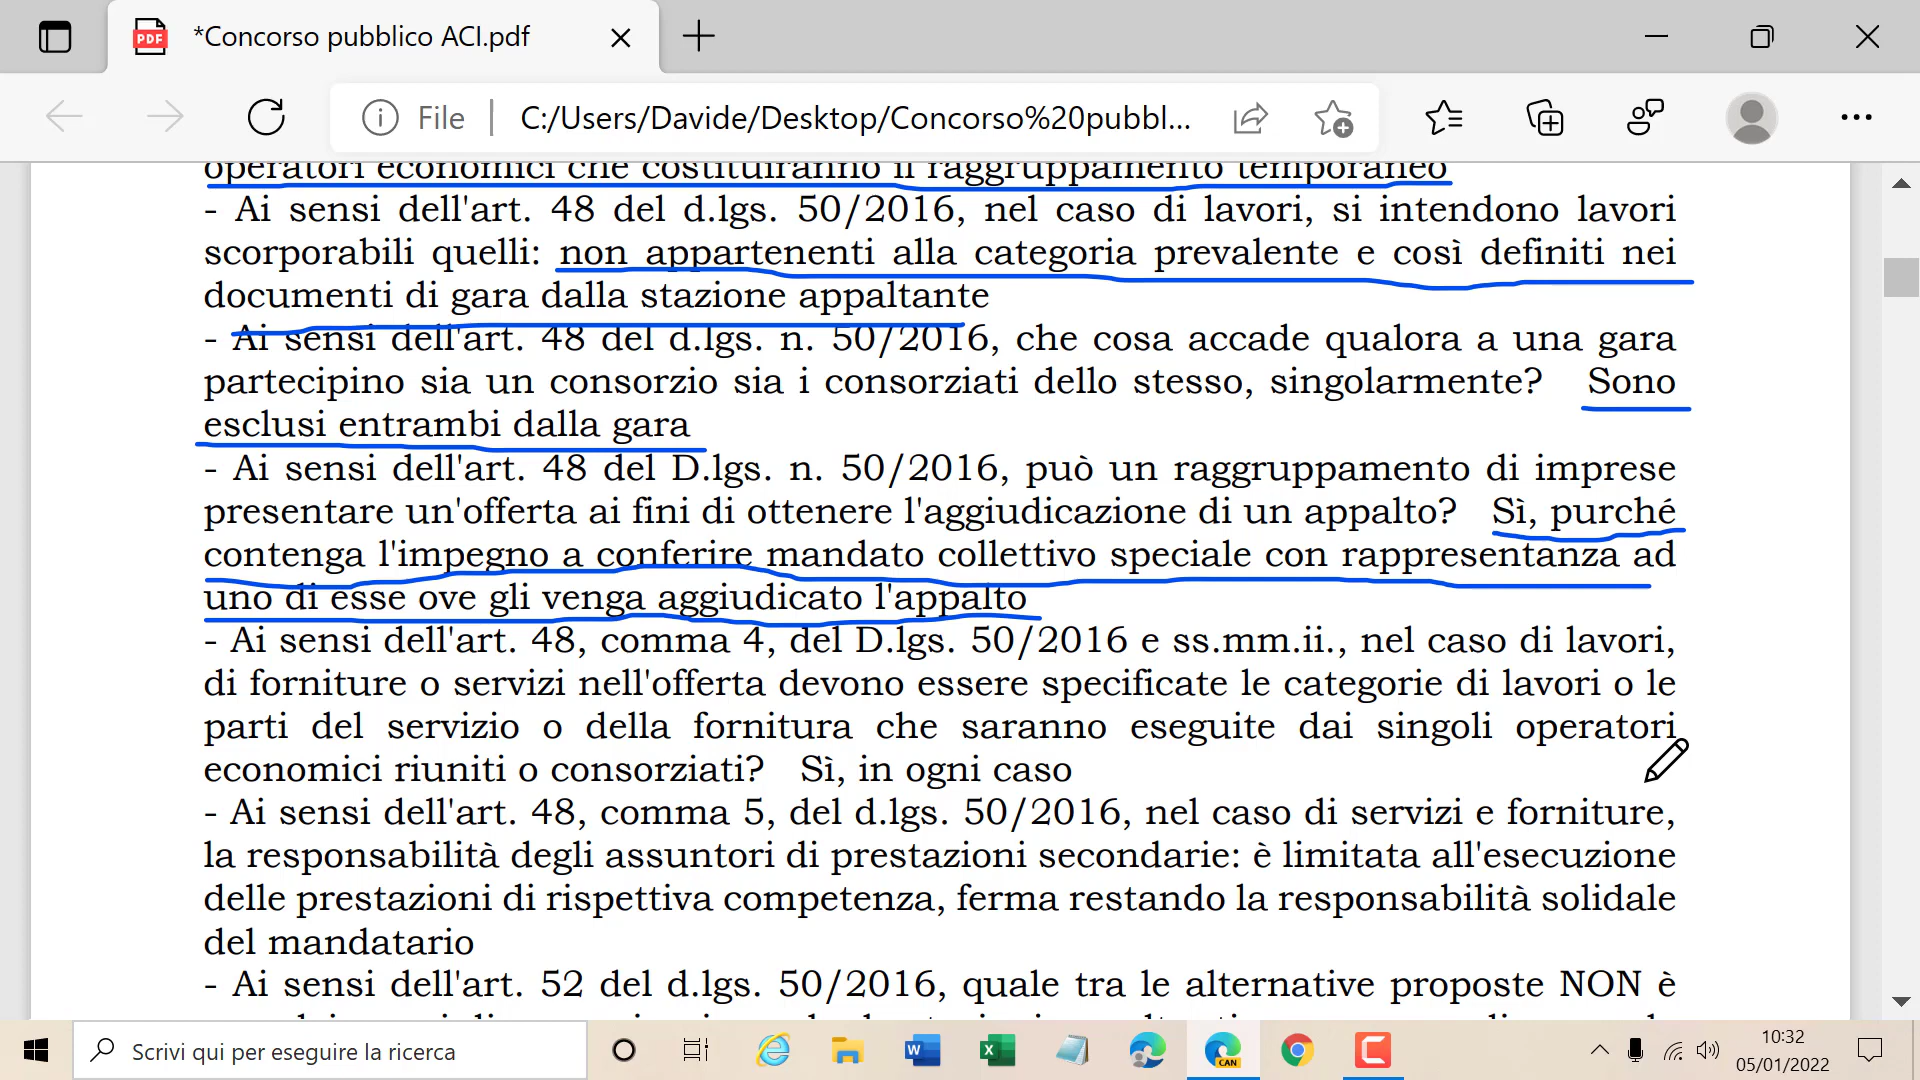 *Concorso pubblico ACI.pdf
PDF
File
C:/Users/Davide/Desktop/Concorso%20pubbl...
operatori economici che costituiranno il raggruppamento temporaneo
- Ai sensi dell'art. 48 del d.lgs. 50/2016, nel caso di lavori, si intendono lavori
scorporabili quelli: non appartenenti alla categoria prevalente e così definiti nei
documenti di gara dalla stazione appaltante
- Ai sensi dell'art. 48 del d.lgs. n. 50/2016, che cosa accade qualora a una gara
partecipino sia un consorzio sia i consorziati dello stesso, singolarmente? Sono
esclusi entrambi dalla gara
- Ai sensi dell'art. 48 del D.lgs. n. 50/2016, può un raggruppamento di imprese
presentare un'offerta ai fini di ottenere l'aggiudicazione di un appalto? Sì, purché
contenga l'impegno a conferire mandato collettivo speciale con rappresentanza ad
uno di esse ove gli venga aggiudicato l'appalto
- Ai sensi dell'art. 48, comma 4, del D.lgs. 50/2016 e ss.mm.ii., nel caso di lavori,
di forniture o servizi nell'offerta devono essere specificate le categorie di lavori o le
parti del servizio o della fornitura che saranno eseguite dai singoli operatori
economici riuniti o consorziati? Sì, in ogni caso
- Ai sensi dell'art. 48, comma 5, del d.lgs. 50/2016, nel caso di servizi e forniture,
la responsabilità degli assuntori di prestazioni secondarie: è limitata all'esecuzione
delle prestazioni di rispettiva competenza, ferma restando la responsabilità solidale
del mandatario
- Ai sensi dell'art. 52 del d.lgs. 50/2016, quale tra le alternative proposte NON è
Scrivi qui per eseguire la ricerca
CAN
10:32
05/01/2022